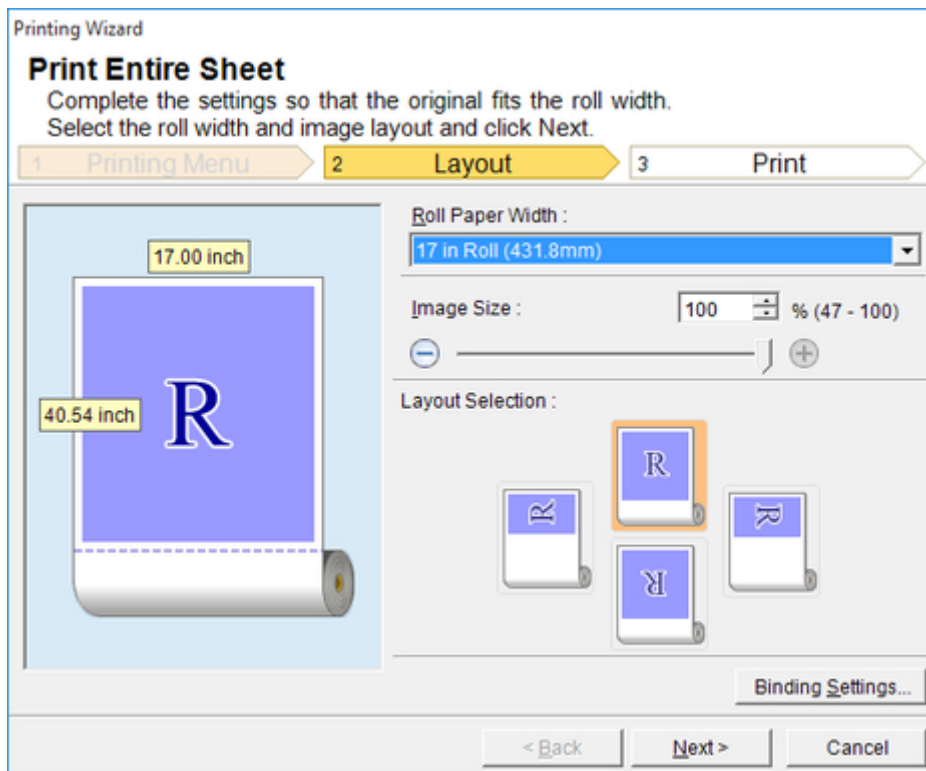 Printing Wizard
Print Entire Sheet
Complete the settings so that the original fits the roll width.
Select the roll width and image layout and click Next.
1 Printing Menu 2 Layout 3 Print
17.00 inch
40.54 inch
R
Roll Paper Width :
17 in Roll (431.8mm)
Image Size : 100 % (47 - 100)
Layout Selection :
R
R
R
R
Binding Settings...
< Back Next > Cancel